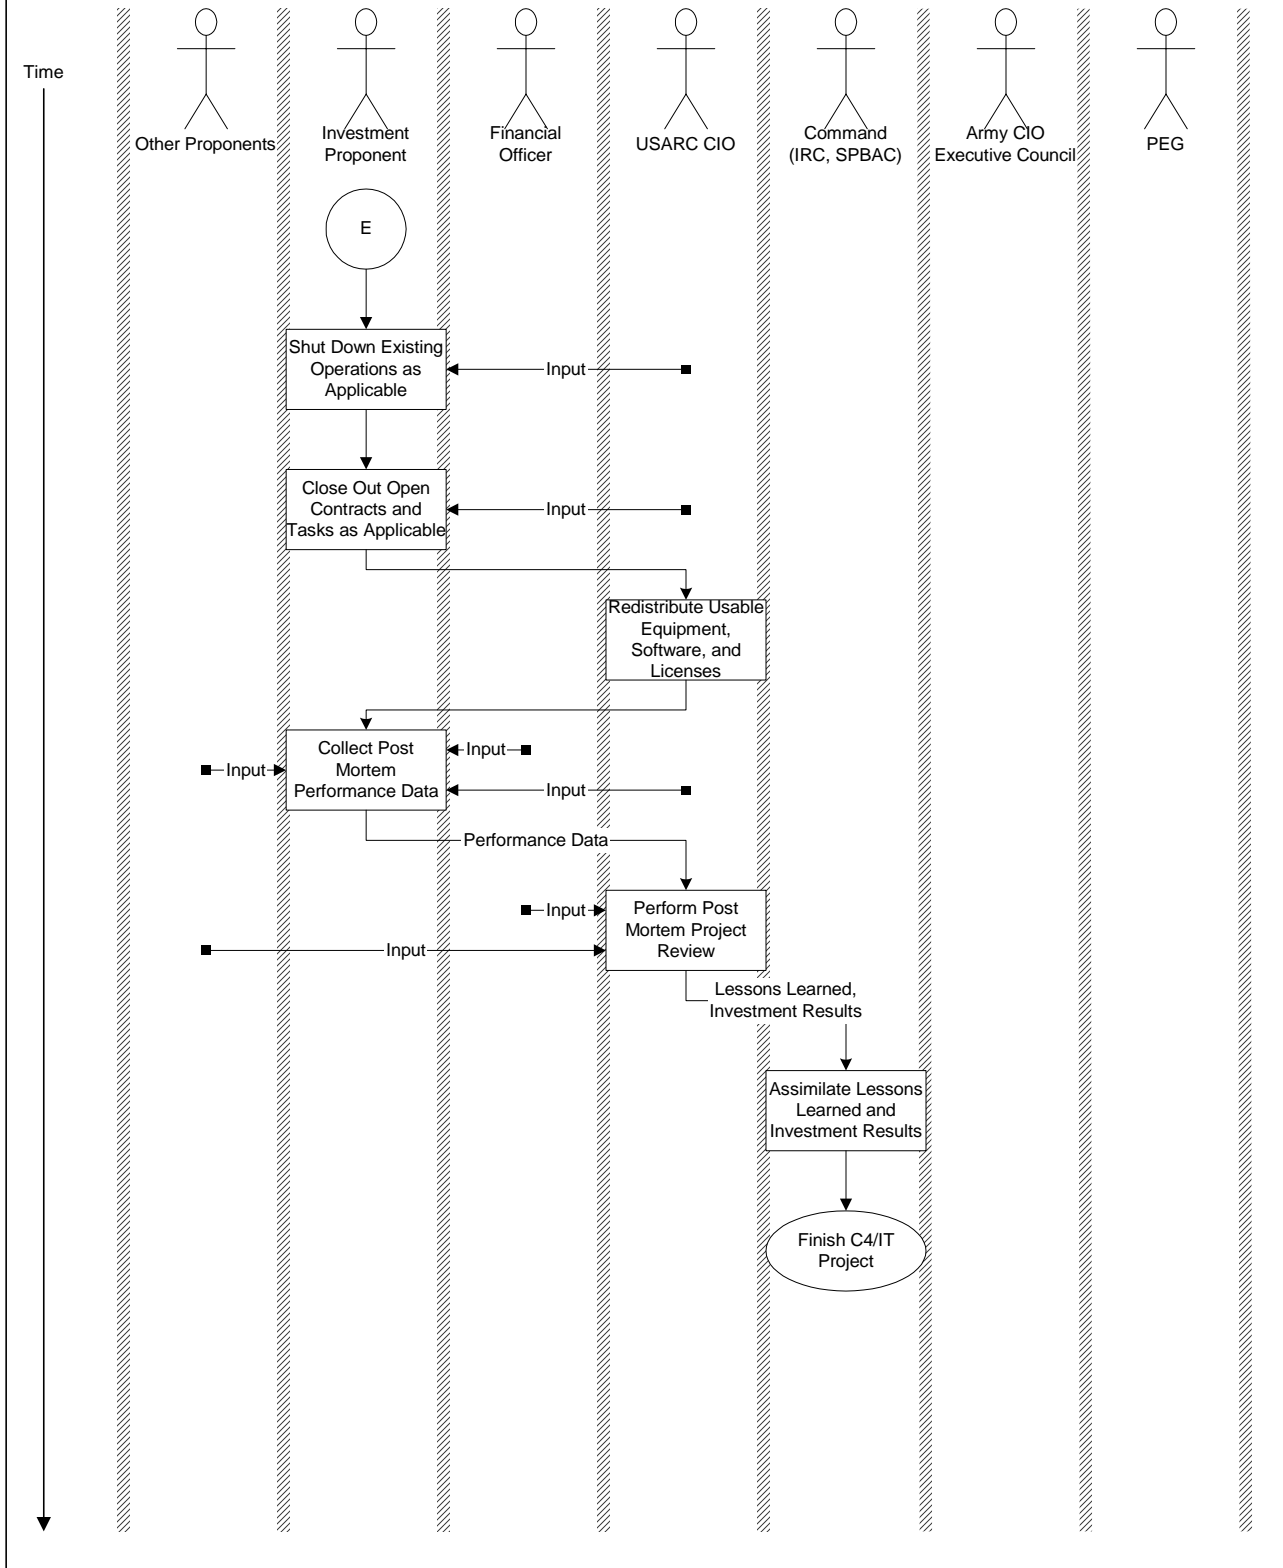 Time
Other Proponents
Investment
Proponent
Financial
Officer
USARC CIO
Command
(IRC, SPBAC)
Army CIO
Executive Council
PEG
E
Shut Down Existing
Operations as
Applicable
Input
Close Out Open
Contracts and
Tasks as Applicable
Input
Redistribute Usable
Equipment,
Software, and
Licenses
Collect Post
Mortem
Performance Data
Input
Input
Input
Performance Data
Perform Post
Mortem Project
Review
Input
Input
Lessons Learned,
Investment Results
Assimilate Lessons
Learned and
Investment Results
Finish C4/IT
Project